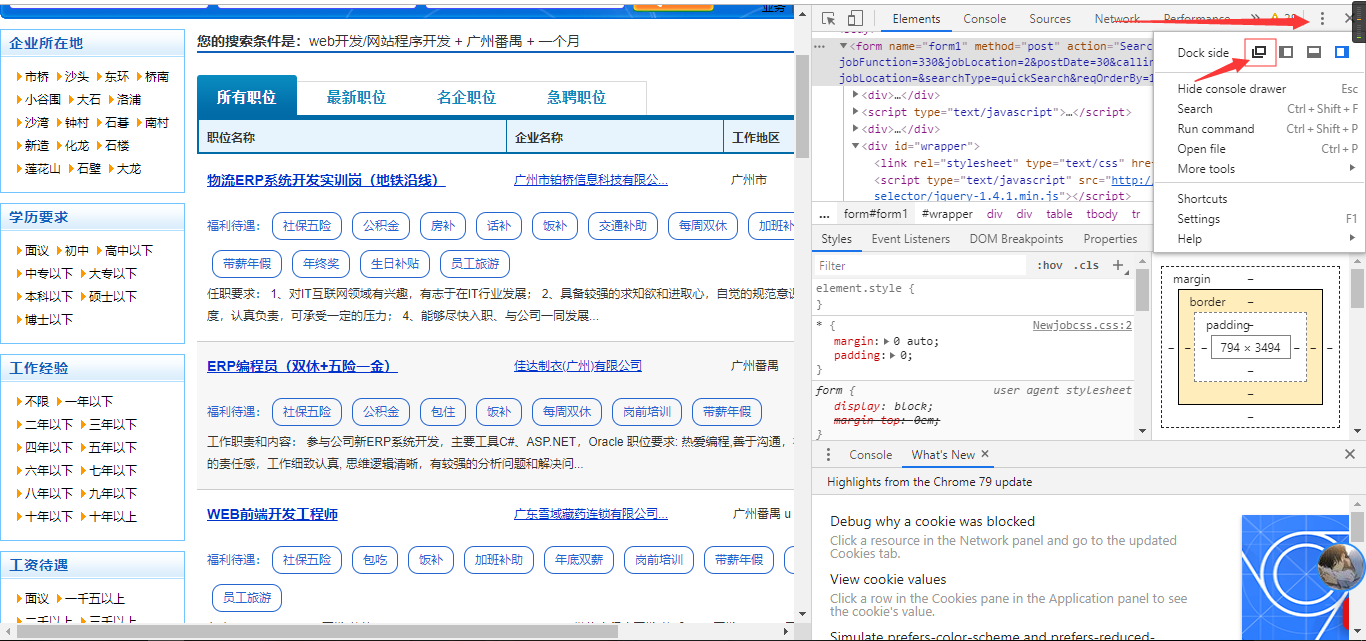 业务
企业所在地
市桥 沙头 东环 桥南
小谷围 大石 洛浦
沙湾 钟村 石碁 南村
新造 化龙 石楼
莲花山 石壁 大龙
学历要求
面议 初中 高中以下
中专以下 大专以下
本科以下 硕士以下
博士以下
工作经验
不限 一年以下
二年以下 三年以下
四年以下 五年以下
六年以下 七年以下
八年以下 九年以下
十年以下 十年以上
工资待遇
面议 一千五以上
二千以上 三千以上
您的搜索条件是：web开发/网站程序开发 + 广州番禺 + 一个月
所有职位 最新职位 名企职位 急聘职位
职位名称 企业名称 工作地区
物流ERP系统开发实训岗（地铁沿线） 广州市铂桥信息科技有限公... 广州市
福利待遇： 社保五险 公积金 房补 话补 饭补 交通补助 每周双休 加班补
带薪年假 年终奖 生日补贴 员工旅游
任职要求： 1、对IT互联网领域有兴趣，有志于在IT行业发展； 2、具备较强的求知欲和进取心，自觉的规范意识
度，认真负责，可承受一定的压力； 4、能够尽快入职、与公司一同发展...
ERP编程员（双休+五险一金） 佳达制衣(广州)有限公司 广州番禺
福利待遇： 社保五险 公积金 包住 饭补 每周双休 岗前培训 带薪年假
工作职责和内容： 参与公司新ERP系统开发，主要工具C#、ASP.NET，Oracle 职位要求: 热爱编程,善于沟通，
的责任感，工作细致认真, 思维逻辑清晰，有较强的分析问题和解决问...
WEB前端开发工程师 广东雪域藏药连锁有限公司... 广州番禺 u
福利待遇： 社保五险 包吃 饭补 加班补助 年底双薪 岗前培训 带薪年假
员工旅游
Elements Console Sources Network Performance »
<form name="form1" method="post" action="Searc
jobFunction=330&jobLocation=2&postDate=30&callin
jobLocation=&searchType=quickSearch&reqOrderBy=1
<div>…</div>
<script type="text/javascript">…</script>
<div>…</div>
<div id="wrapper">
<link rel="stylesheet" type="text/css" href
<script type="text/javascript" src="http:/
selector/jquery-1.4.1.min.js"></script>
... form#form1 #wrapper div div table tbody tr
Dock side
Hide console drawer Esc
Search Ctrl + Shift + F
Run command Ctrl + Shift + P
Open file Ctrl + P
More tools
Shortcuts
Settings F1
Help
Styles Event Listeners DOM Breakpoints Properties
Filter :hov .cls +
element.style {
}
* { Newjobcss.css:2
margin: 0 auto;
padding: 0;
}
form { user agent stylesheet
display: block;
margin-top: 0em;
}
margin –
border –
padding–
– – – 794 × 3494 – – –
–
–
–
Console What's New ×
Highlights from the Chrome 79 update
Debug why a cookie was blocked
Click a resource in the Network panel and go to the updated
Cookies tab.
View cookie values
Click a row in the Cookies pane in the Application panel to see
the cookie's value.
Simulate prefers-color-scheme and prefers-reduced-